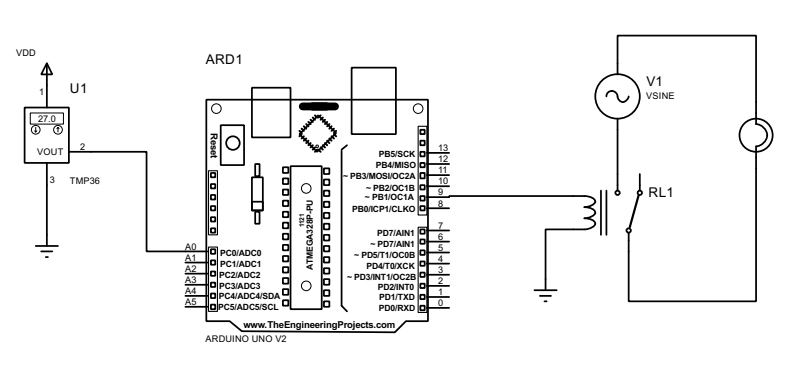 VDD
1
U1
27.0
VOUT
2
3
TMP36
ARD1
Reset
1121
ATMEGA328P-PU
PB5/SCK 13
PB4/MISO 12
~ PB3/MOSI/OC2A 11
~ PB2/OC1B 10
~ PB1/OC1A 9
PB0/ICP1/CLKO 8
PD7/AIN1 7
~ PD7/AIN1 6
~ PD5/T1/OC0B 5
PD4/T0/XCK 4
~ PD3/INT1/OC2B 3
PD2/INT0 2
PD1/TXD 1
PD0/RXD 0
A0 PC0/ADC0
A1 PC1/ADC1
A2 PC2/ADC2
A3 PC3/ADC3
A4 PC4/ADC4/SDA
A5 PC5/ADC5/SCL
www.TheEngineeringProjects.com
ARDUINO UNO V2
V1
VSINE
RL1